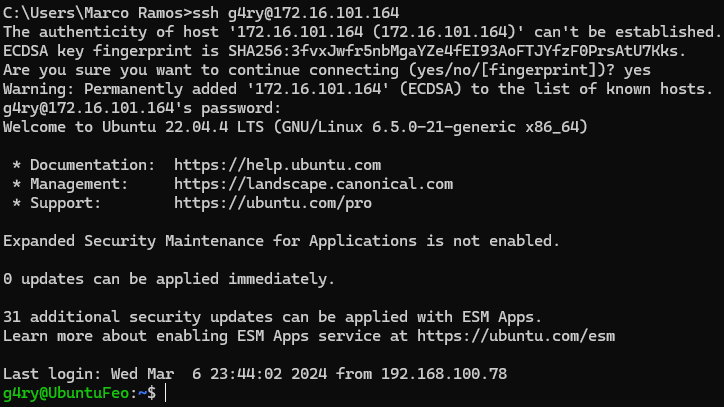 C:\Users\Marco Ramos>ssh g4ry@172.16.101.164
The authenticity of host '172.16.101.164 (172.16.101.164)' can't be established.
ECDSA key fingerprint is SHA256:3fvxJwfr5nbMgaYZe4fEI93AoFTJYfzF0PrsAtU7Kks.
Are you sure you want to continue connecting (yes/no/[fingerprint])? yes
Warning: Permanently added '172.16.101.164' (ECDSA) to the list of known hosts.
g4ry@172.16.101.164's password:
Welcome to Ubuntu 22.04.4 LTS (GNU/Linux 6.5.0-21-generic x86_64)
* Documentation:  https://help.ubuntu.com
* Management:     https://landscape.canonical.com
* Support:        https://ubuntu.com/pro
Expanded Security Maintenance for Applications is not enabled.
0 updates can be applied immediately.
31 additional security updates can be applied with ESM Apps.
Learn more about enabling ESM Apps service at https://ubuntu.com/esm
Last login: Wed Mar  6 23:44:02 2024 from 192.168.100.78
g4ry@UbuntuFeo:~$